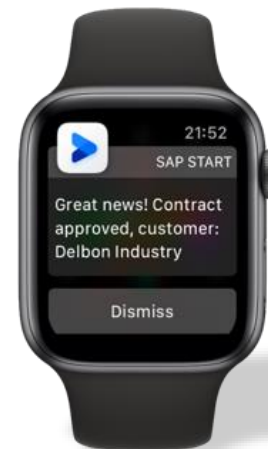 21:52
SAP START
Great news! Contract
approved, customer:
Delbon Industry
Dismiss